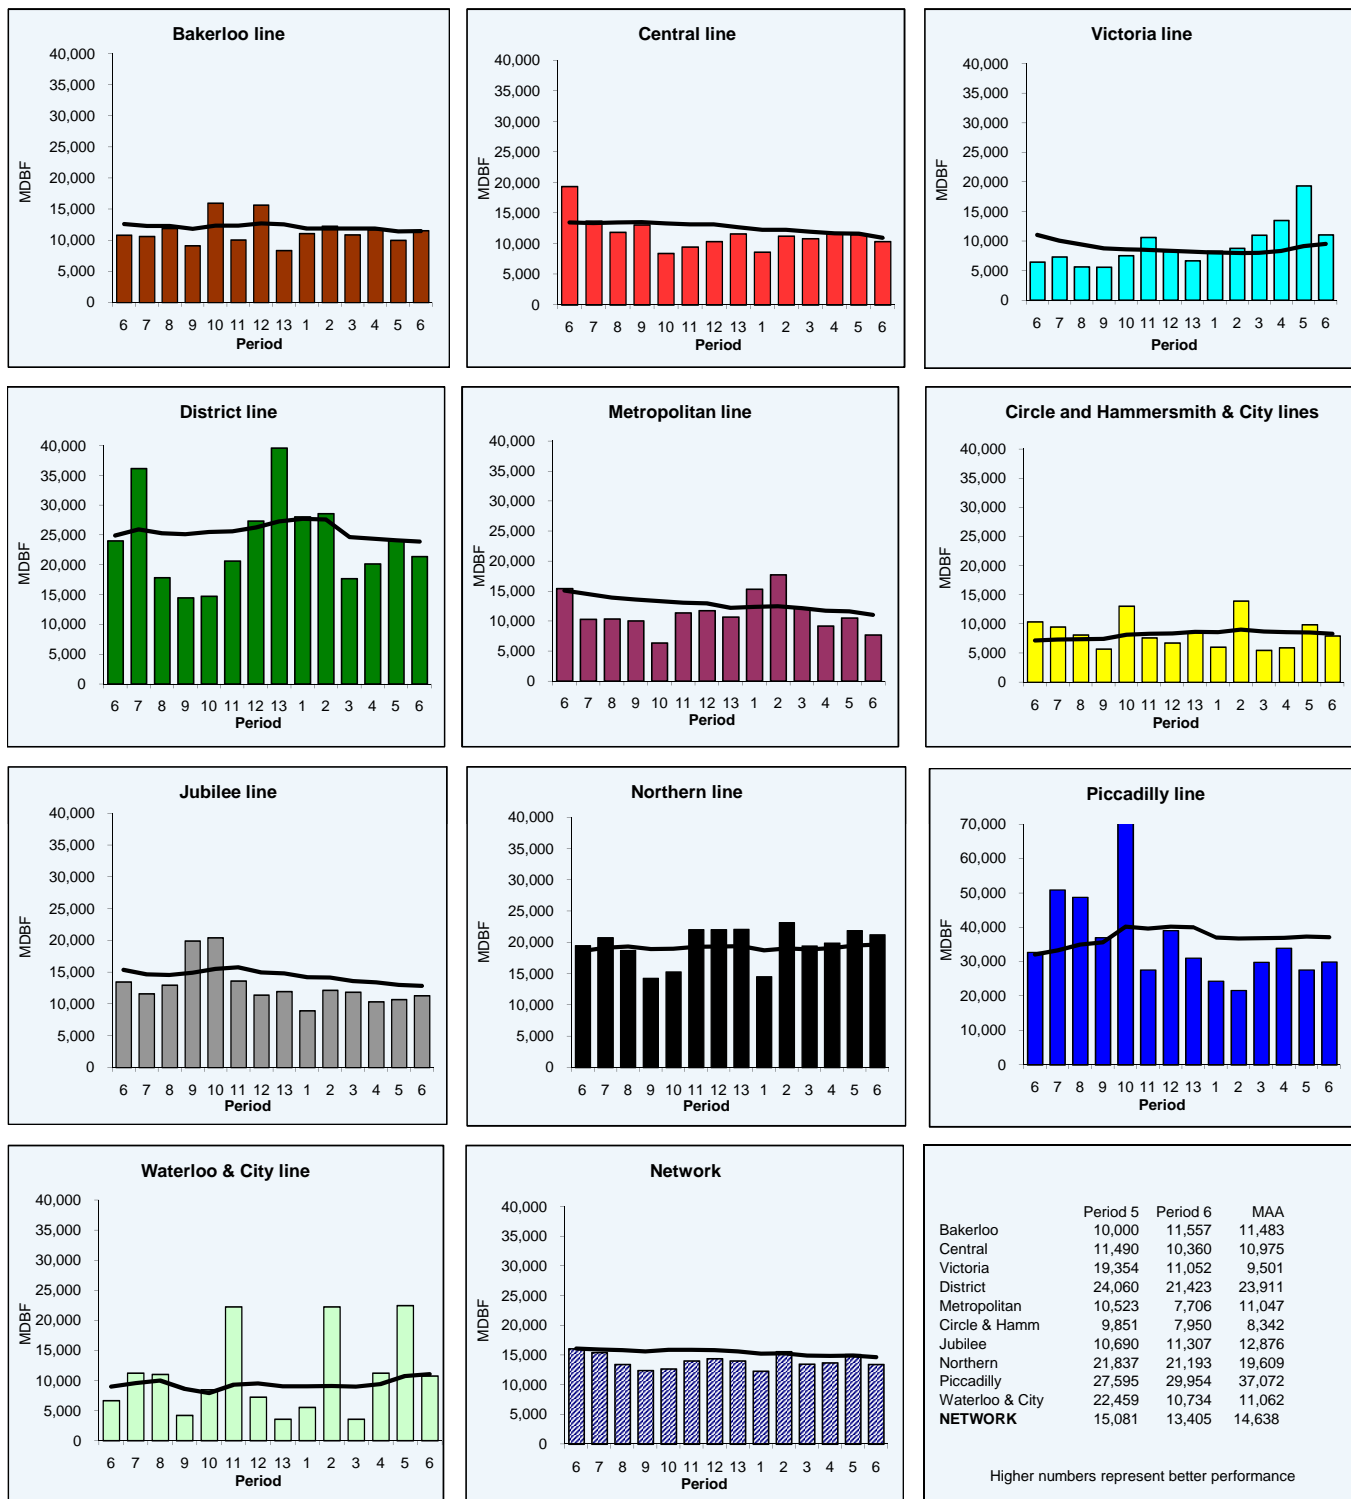 Bakerloo line
40,000
35,000
30,000
25,000
20,000
15,000
10,000
5,000
0
MDBF
6 7 8 9 10 11 12 13 1 2 3 4 5 6
Period
Central line
40,000
35,000
30,000
25,000
20,000
15,000
10,000
5,000
0
MDBF
6 7 8 9 10 11 12 13 1 2 3 4 5 6
Period
Victoria line
40,000
35,000
30,000
25,000
20,000
15,000
10,000
5,000
0
MDBF
6 7 8 9 10 11 12 13 1 2 3 4 5 6
Period
District line
40,000
35,000
30,000
25,000
20,000
15,000
10,000
5,000
0
MDBF
6 7 8 9 10 11 12 13 1 2 3 4 5 6
Period
Metropolitan line
40,000
35,000
30,000
25,000
20,000
15,000
10,000
5,000
0
MDBF
6 7 8 9 10 11 12 13 1 2 3 4 5 6
Period
Circle and Hammersmith & City lines
40,000
35,000
30,000
25,000
20,000
15,000
10,000
5,000
0
MDBF
6 7 8 9 10 11 12 13 1 2 3 4 5 6
Period
Jubilee line
40,000
35,000
30,000
25,000
20,000
15,000
10,000
5,000
0
MDBF
6 7 8 9 10 11 12 13 1 2 3 4 5 6
Period
Northern line
40,000
35,000
30,000
25,000
20,000
15,000
10,000
5,000
0
MDBF
6 7 8 9 10 11 12 13 1 2 3 4 5 6
Period
Piccadilly line
70,000
60,000
50,000
40,000
30,000
20,000
10,000
0
MDBF
6 7 8 9 10 11 12 13 1 2 3 4 5 6
Period
Waterloo & City line
40,000
35,000
30,000
25,000
20,000
15,000
10,000
5,000
0
MDBF
6 7 8 9 10 11 12 13 1 2 3 4 5 6
Period
Network
40,000
35,000
30,000
25,000
20,000
15,000
10,000
5,000
0
MDBF
6 7 8 9 10 11 12 13 1 2 3 4 5 6
Period
Period 5 Period 6 MAA
Bakerloo 10,000 11,557 11,483
Central 11,490 10,360 10,975
Victoria 19,354 11,052 9,501
District 24,060 21,423 23,911
Metropolitan 10,523 7,706 11,047
Circle & Hamm 9,851 7,950 8,342
Jubilee 10,690 11,307 12,876
Northern 21,837 21,193 19,609
Piccadilly 27,595 29,954 37,072
Waterloo & City 22,459 10,734 11,062
NETWORK 15,081 13,405 14,638
Higher numbers represent better performance